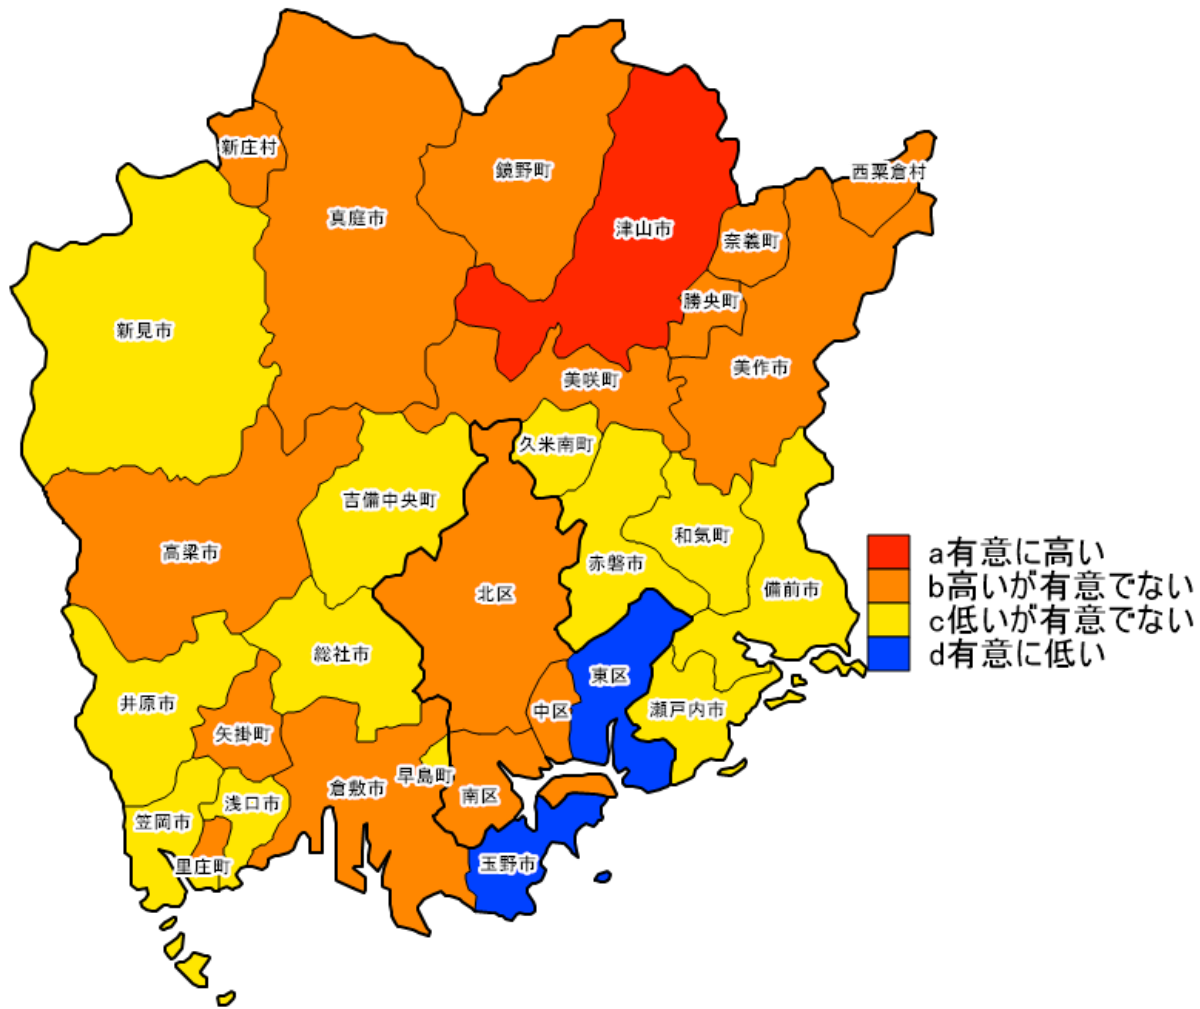 新庄村
鏡野町
西粟倉村
真庭市
津山市
奈義町
勝央町
新見市
美作市
美咲町
久米南町
吉備中央町
和気町
高梁市
赤磐市
備前市
北区
総社市
東区
井原市
中区
瀬戸内市
矢掛町
早島町
倉敷市
南区
浅口市
笠岡市
里庄町
玉野市
a有意に高い
b高いが有意でない
c低いが有意でない
d有意に低い